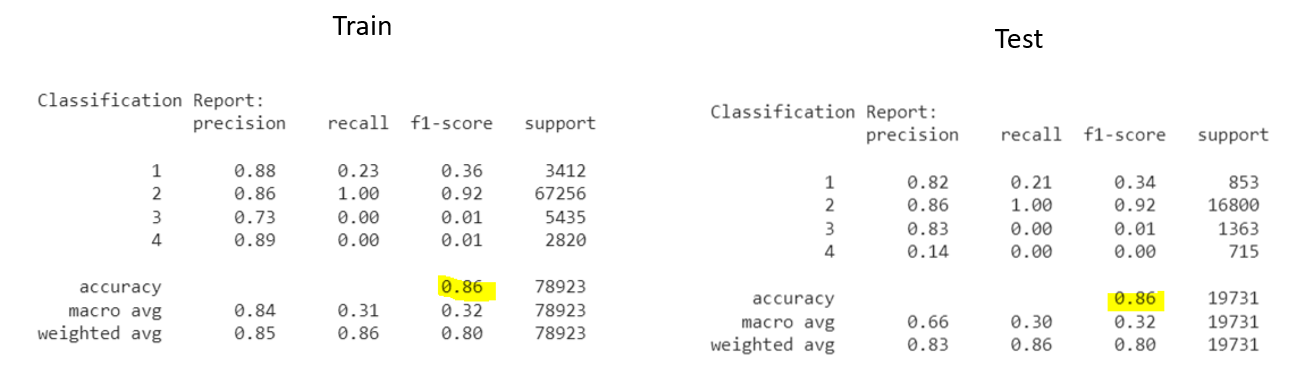 Train
Classification Report:
precision recall f1-score support
1 0.88 0.23 0.36 3412
2 0.86 1.00 0.92 67256
3 0.73 0.00 0.01 5435
4 0.89 0.00 0.01 2820
accuracy 0.86 78923
macro avg 0.84 0.31 0.32 78923
weighted avg 0.85 0.86 0.80 78923
Test
Classification Report:
precision recall f1-score support
1 0.82 0.21 0.34 853
2 0.86 1.00 0.92 16800
3 0.83 0.00 0.01 1363
4 0.14 0.00 0.00 715
accuracy 0.86 19731
macro avg 0.66 0.30 0.32 19731
weighted avg 0.83 0.86 0.80 19731